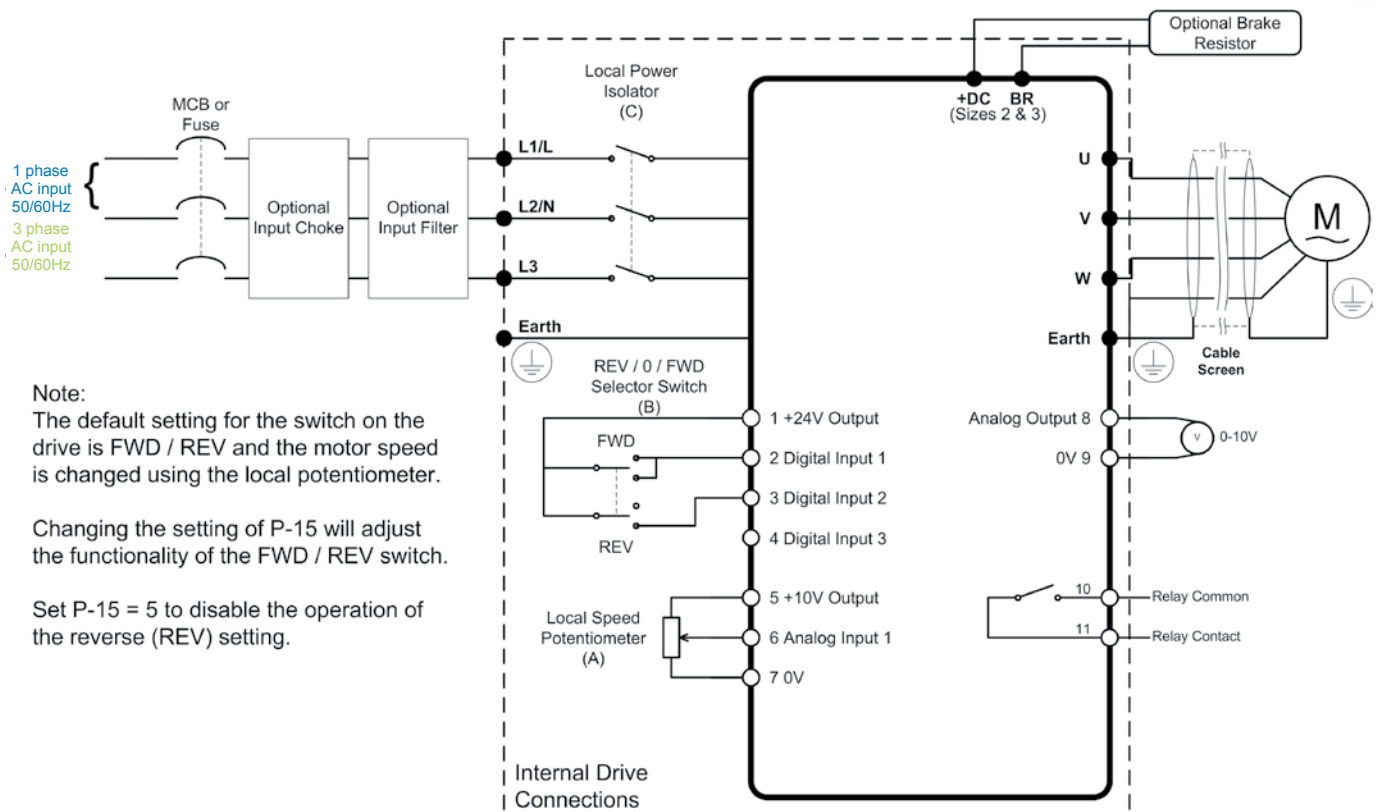 Optional Brake
Resistor
Local Power
Isolator
(C)
+DC BR
(Sizes 2 & 3)
MCB or
Fuse
1 phase
AC input
50/60Hz
3 phase
AC input
50/60Hz
{
Optional
Input Choke
Optional
Input Filter
L1/L
L2/N
L3
Earth
U
V
W
Earth
M
Cable
Screen
Note:
The default setting for the switch on the
drive is FWD / REV and the motor speed
is changed using the local potentiometer.
Changing the setting of P-15 will adjust
the functionality of the FWD / REV switch.
Set P-15 = 5 to disable the operation of
the reverse (REV) setting.
REV / 0 / FWD
Selector Switch
(B)
FWD
REV
1 +24V Output
2 Digital Input 1
3 Digital Input 2
4 Digital Input 3
Local Speed
Potentiometer
(A)
5 +10V Output
6 Analog Input 1
7 0V
Analog Output 8
0V 9
V
0-10V
10
Relay Common
11
Relay Contact
Internal Drive
Connections